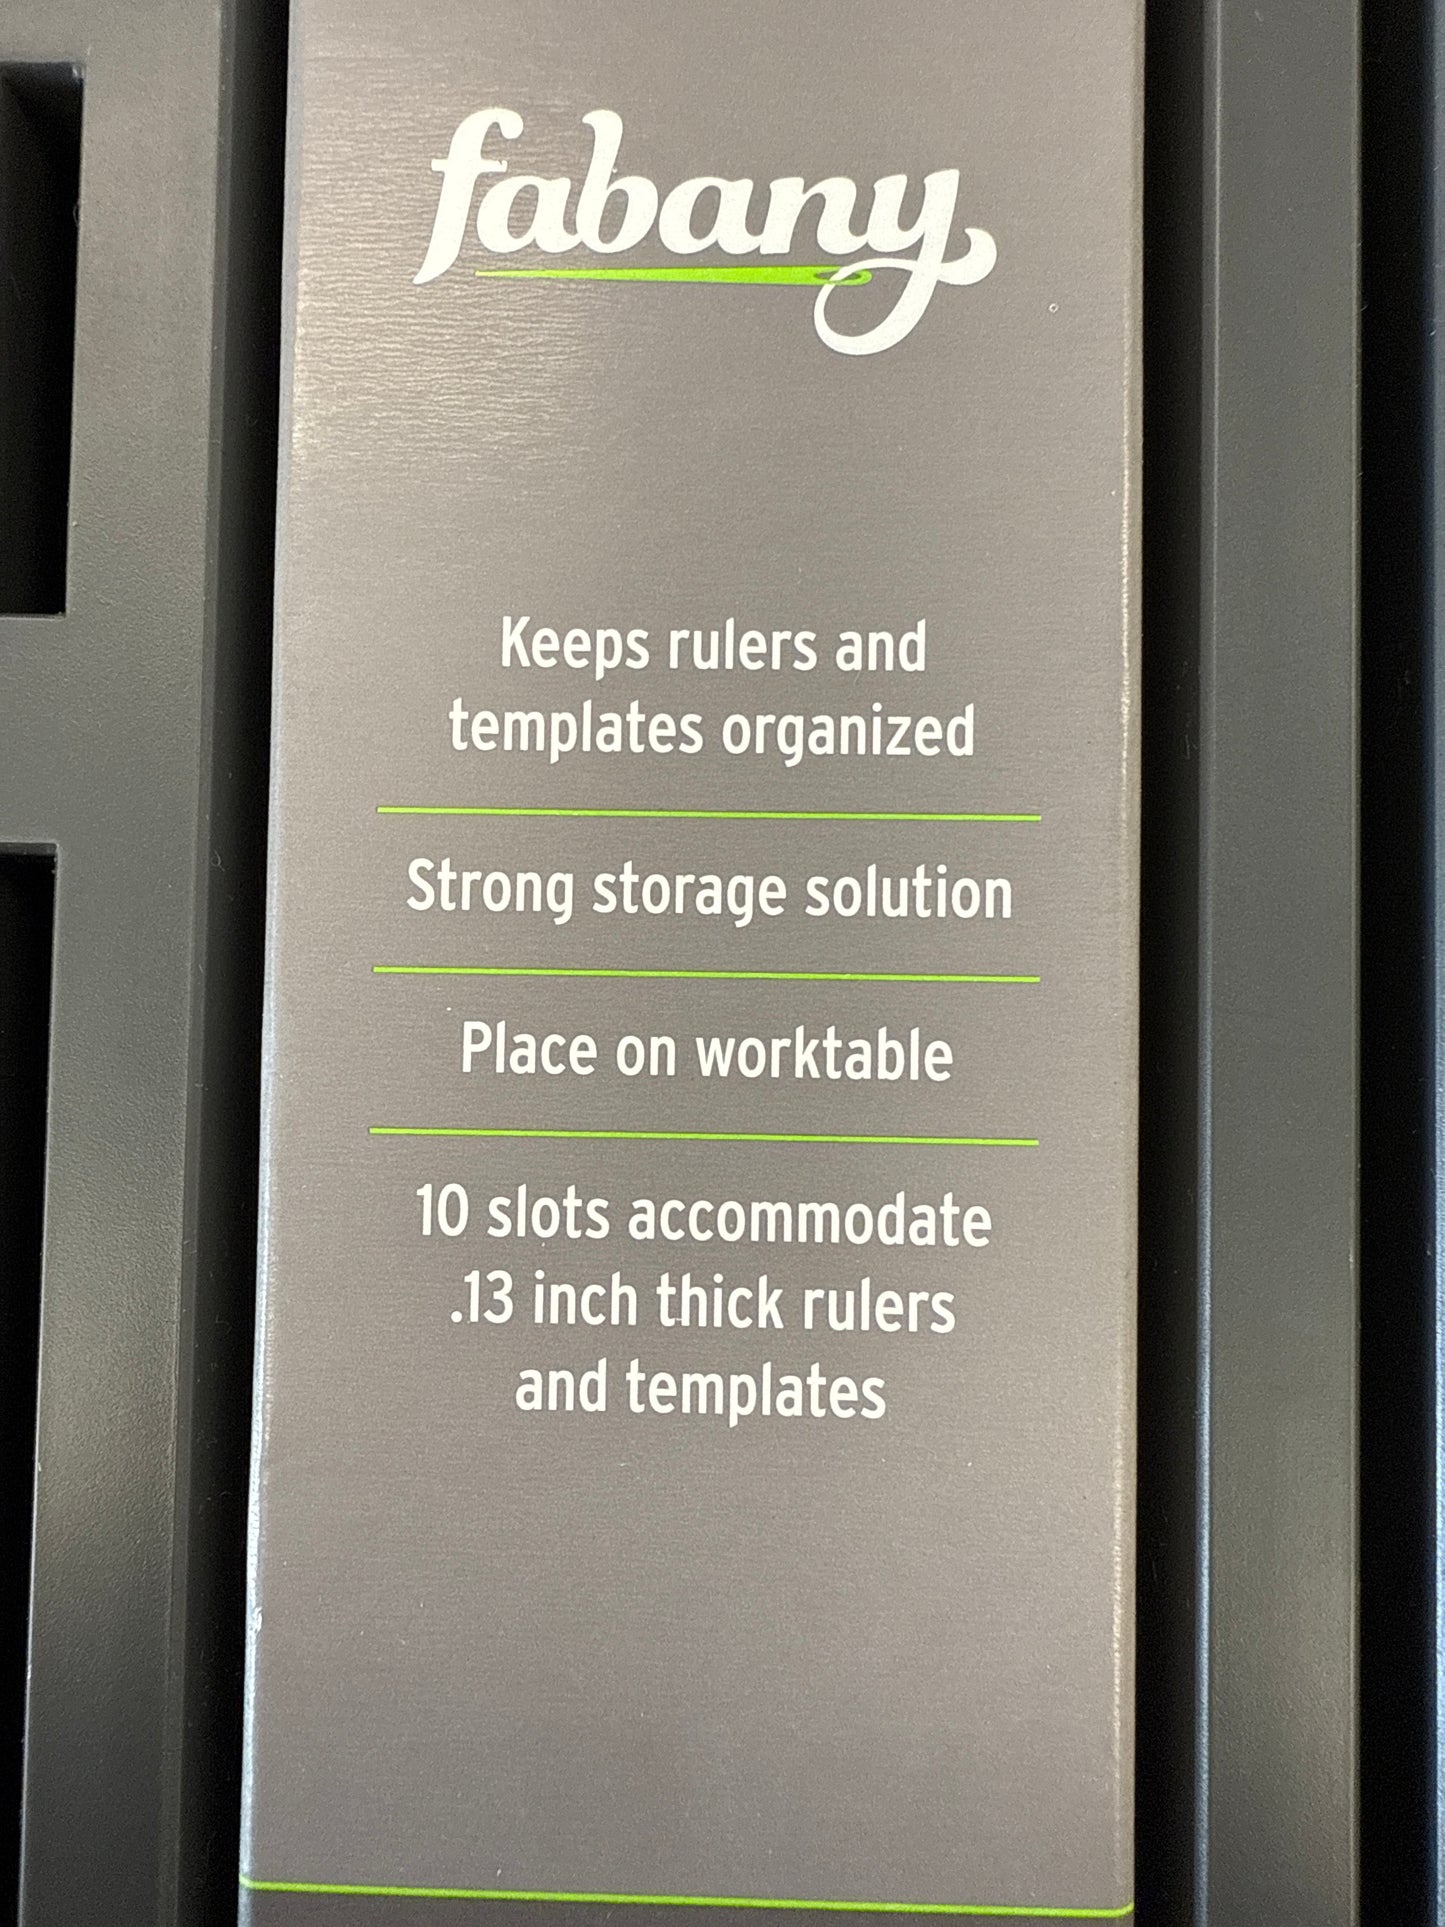 fabany
Keeps rulers and
templates organized
Strong storage solution
Place on worktable
10 slots accommodate
.13 inch thick rulers
and templates